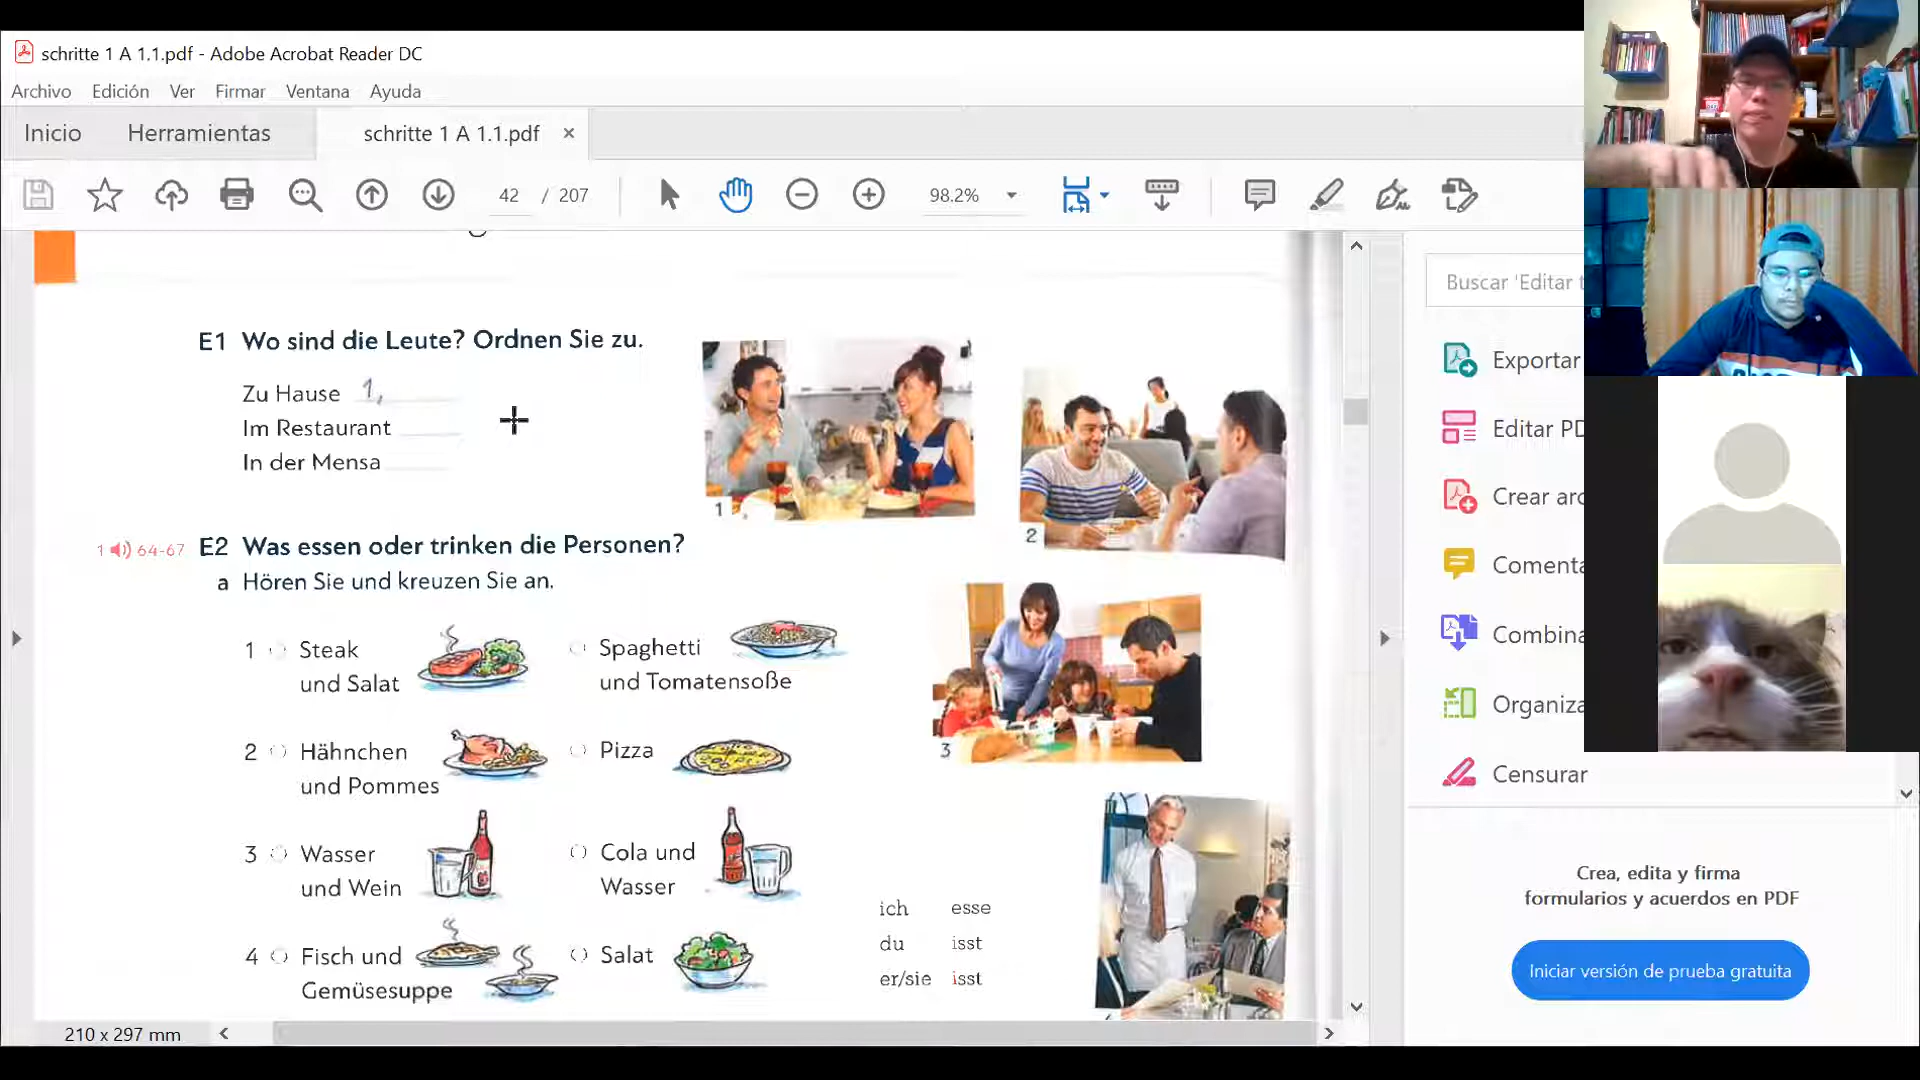 schritte 1 A 1.1.pdf - Adobe Acrobat Reader DC
Archivo Edición Ver Firmar Ventana Ayuda
Inicio Herramientas schritte 1 A 1.1.pdf ×
42 / 207 98.2%
E1 Wo sind die Leute? Ordnen Sie zu.
Zu Hause 1,
Im Restaurant
In der Mensa
1
2
1 64-67 E2 Was essen oder trinken die Personen?
a Hören Sie und kreuzen Sie an.
1 Steak
und Salat
Spaghetti
und Tomatensoße
2 Hähnchen
und Pommes
Pizza
3
3 Wasser
und Wein
Cola und
Wasser
4 Fisch und
Gemüsesuppe
Salat
ich esse
du isst
er/sie isst
Buscar 'Editar t
Exportar
Editar PD
Crear arc
Comenta
Combina
Organiza
Censurar
Crea, edita y firma
formularios y acuerdos en PDF
Iniciar versión de prueba gratuita
210 x 297 mm